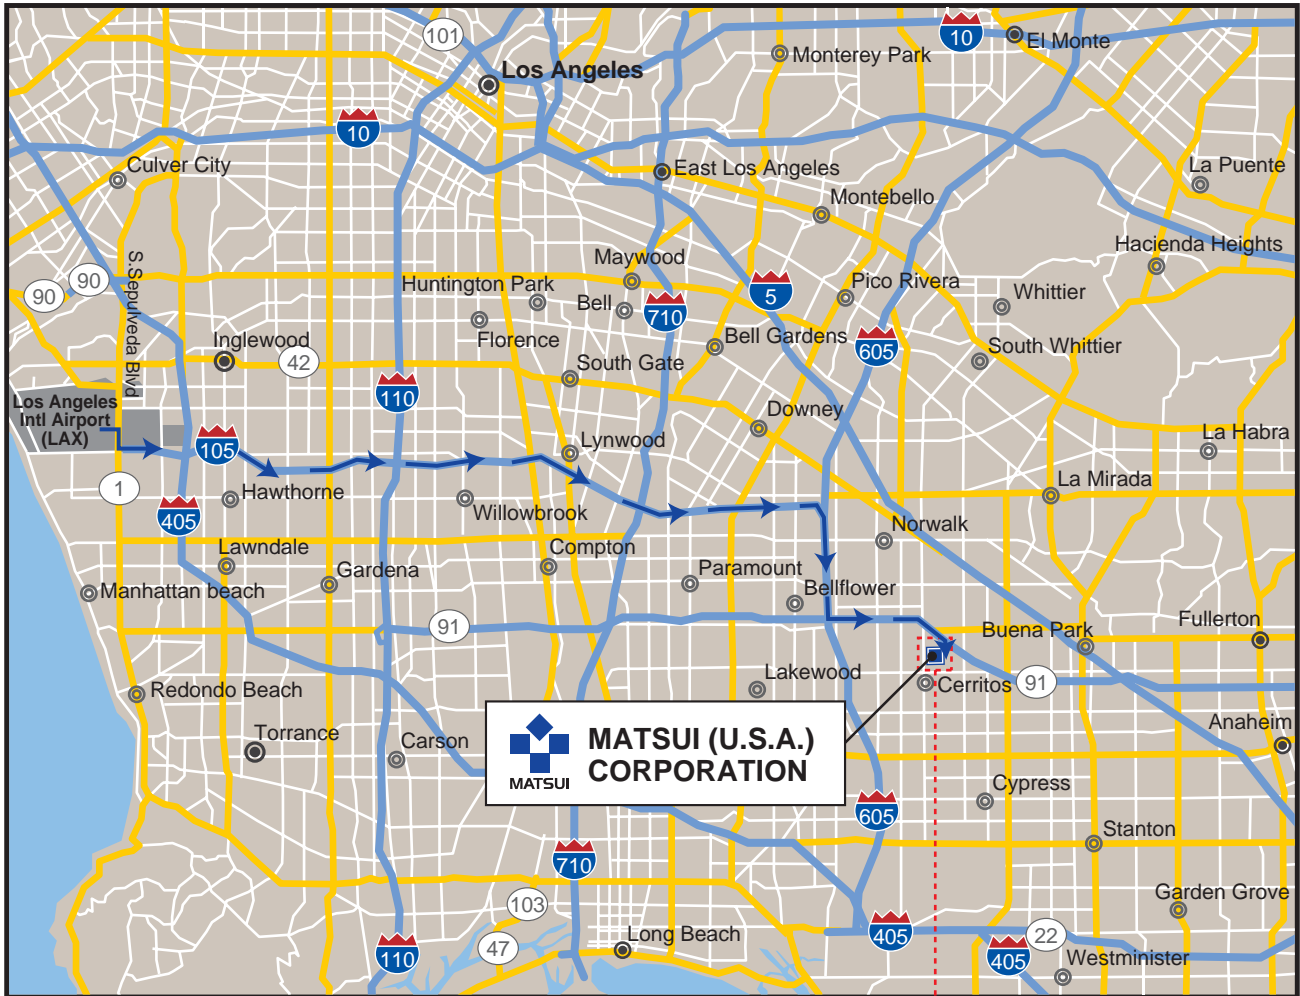 101
10
El Monte
Monterey Park
Los Angeles
10
Culver City
East Los Angeles
La Puente
Montebello
Hacienda Heights
S.Sepulveda Blvd
90
90
Maywood
Huntington Park
Bell
710
5
Pico Rivera
Whittier
Florence
Inglewood
42
Bell Gardens
605
South Whittier
South Gate
110
Los Angeles
Intl Airport
(LAX)
Downey
105
Lynwood
La Habra
1
Hawthorne
La Mirada
405
Willowbrook
Norwalk
Lawndale
Compton
Gardena
Paramount
Manhattan beach
Bellflower
91
Buena Park
Fullerton
Redondo Beach
Lakewood
Cerritos
91
Torrance
Carson
MATSUI
MATSUI (U.S.A.)
CORPORATION
Anaheim
Cypress
605
Stanton
710
103
Garden Grove
47
Long Beach
110
405
22
405
Westminister